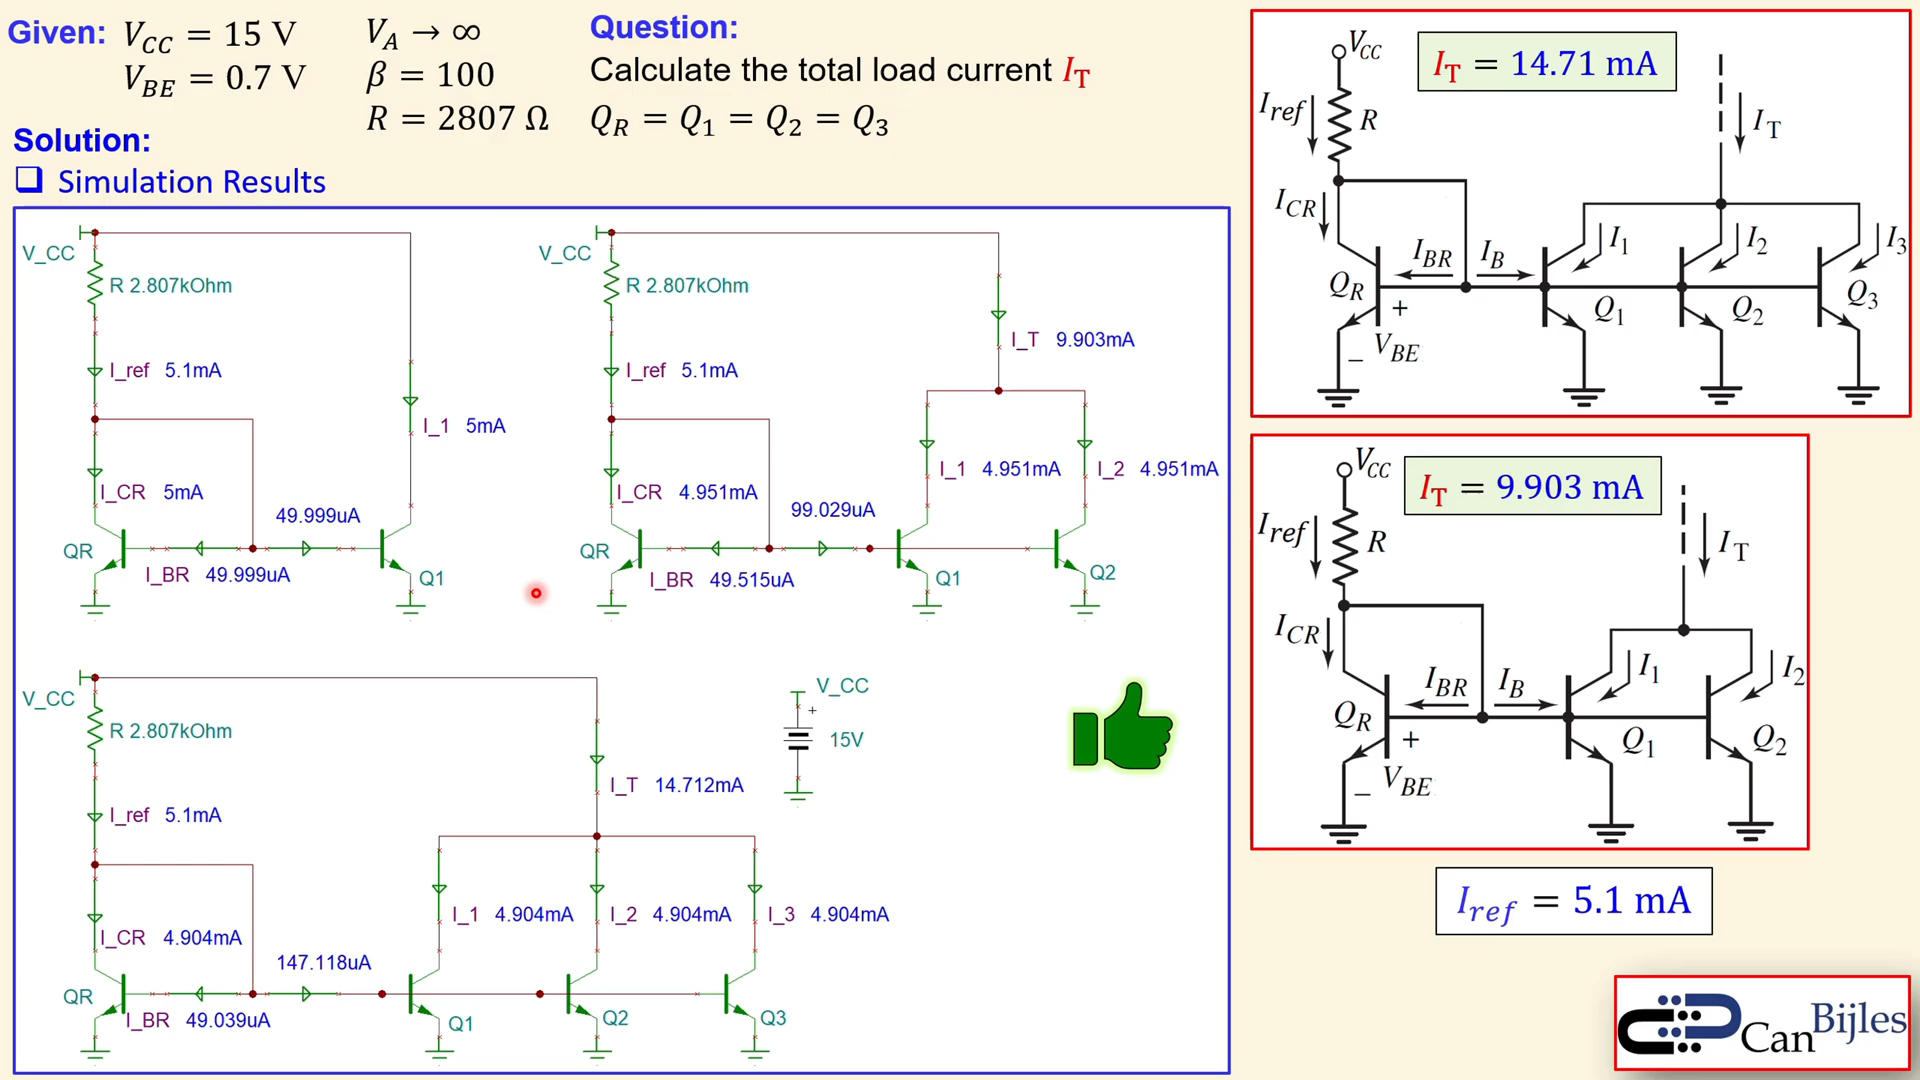 Given: V_CC = 15 V
V_BE = 0.7 V
V_A → ∞
β = 100
R = 2807 Ω
Question:
Calculate the total load current I_T
Q_R = Q_1 = Q_2 = Q_3
Solution:
❑ Simulation Results
V_CC
R 2.807kOhm
I_ref 5.1mA
I_1 5mA
I_CR 5mA
49.999uA
QR
I_BR 49.999uA
Q1
V_CC
R 2.807kOhm
I_T 9.903mA
I_ref 5.1mA
I_1 4.951mA
I_2 4.951mA
I_CR 4.951mA
99.029uA
QR
I_BR 49.515uA
Q1
Q2
V_CC
R 2.807kOhm
I_T 14.712mA
I_ref 5.1mA
I_1 4.904mA
I_2 4.904mA
I_3 4.904mA
I_CR 4.904mA
147.118uA
QR
I_BR 49.039uA
Q1
Q2
Q3
V_CC
+
15V
V_CC
I_T = 14.71 mA
I_ref
R
I_T
I_CR
I_1
I_2
I_3
I_BR
I_B
Q_R
+
V_BE
−
Q_1
Q_2
Q_3
V_CC
I_T = 9.903 mA
I_ref
R
I_T
I_CR
I_1
I_2
I_BR
I_B
Q_R
+
V_BE
−
Q_1
Q_2
I_ref = 5.1 mA
Can Bijles